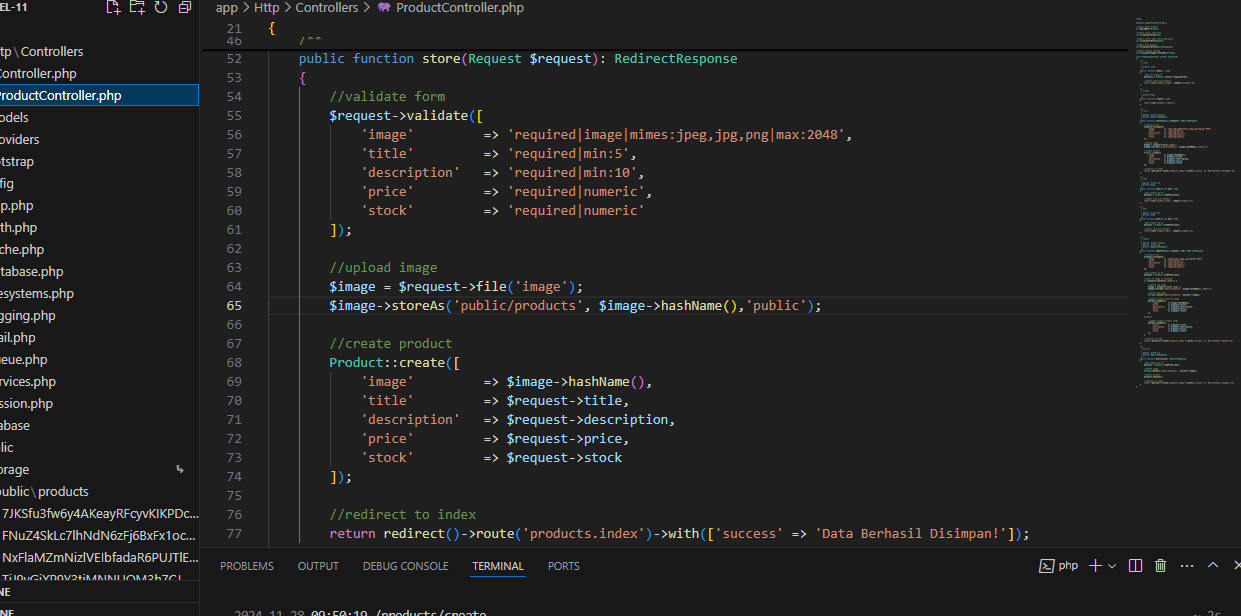 EL-11
app > Http > Controllers > ProductController.php
tp\Controllers
Controller.php
ProductController.php
odels
oviders
tstrap
fig
p.php
th.php
che.php
tabase.php
esystems.php
gging.php
ail.php
eue.php
rvices.php
ssion.php
abase
lic
orage
public\products
7JKSfu3fw6y4AKeayRFcyvKIKPDc...
FNuZ4SkLc7lhNdN6zFj6BxFx1oc...
NxFlaMZmNizlVEIbfadaR6PUJTlE...
NE
NE
21 {
46 /**
52 public function store(Request $request): RedirectResponse
53 {
54 //validate form
55 $request->validate([
56 'image' => 'required|image|mimes:jpeg,jpg,png|max:2048',
57 'title' => 'required|min:5',
58 'description' => 'required|min:10',
59 'price' => 'required|numeric',
60 'stock' => 'required|numeric'
61 ]);
62
63 //upload image
64 $image = $request->file('image');
65 $image->storeAs('public/products', $image->hashName(),'public');
66
67 //create product
68 Product::create([
69 'image' => $image->hashName(),
70 'title' => $request->title,
71 'description' => $request->description,
72 'price' => $request->price,
73 'stock' => $request->stock
74 ]);
75
76 //redirect to index
77 return redirect()->route('products.index')->with(['success' => 'Data Berhasil Disimpan!']);
PROBLEMS OUTPUT DEBUG CONSOLE TERMINAL PORTS
php
2024-11-28 09:50:19 /products/create
2s